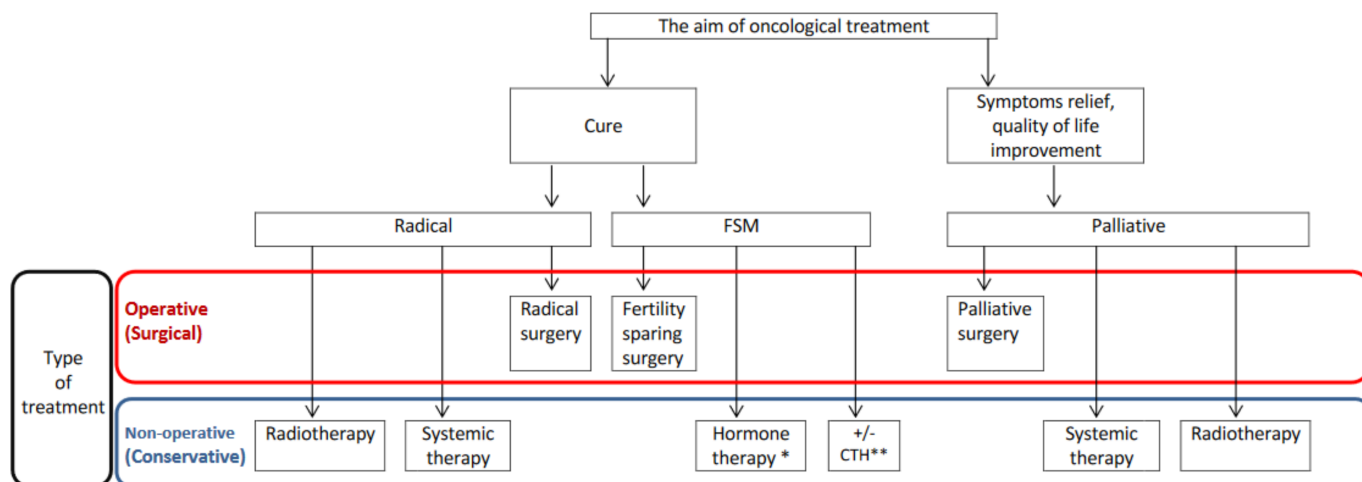 The aim of oncological treatment
Cure
Symptoms relief,
quality of life
improvement
Radical
FSM
Palliative
Type
of
treatment
Operative
(Surgical)
Radical
surgery
Fertility
sparing
surgery
Palliative
surgery
Non-operative
(Conservative)
Radiotherapy
Systemic
therapy
Hormone
therapy *
+/-
CTH**
Systemic
therapy
Radiotherapy